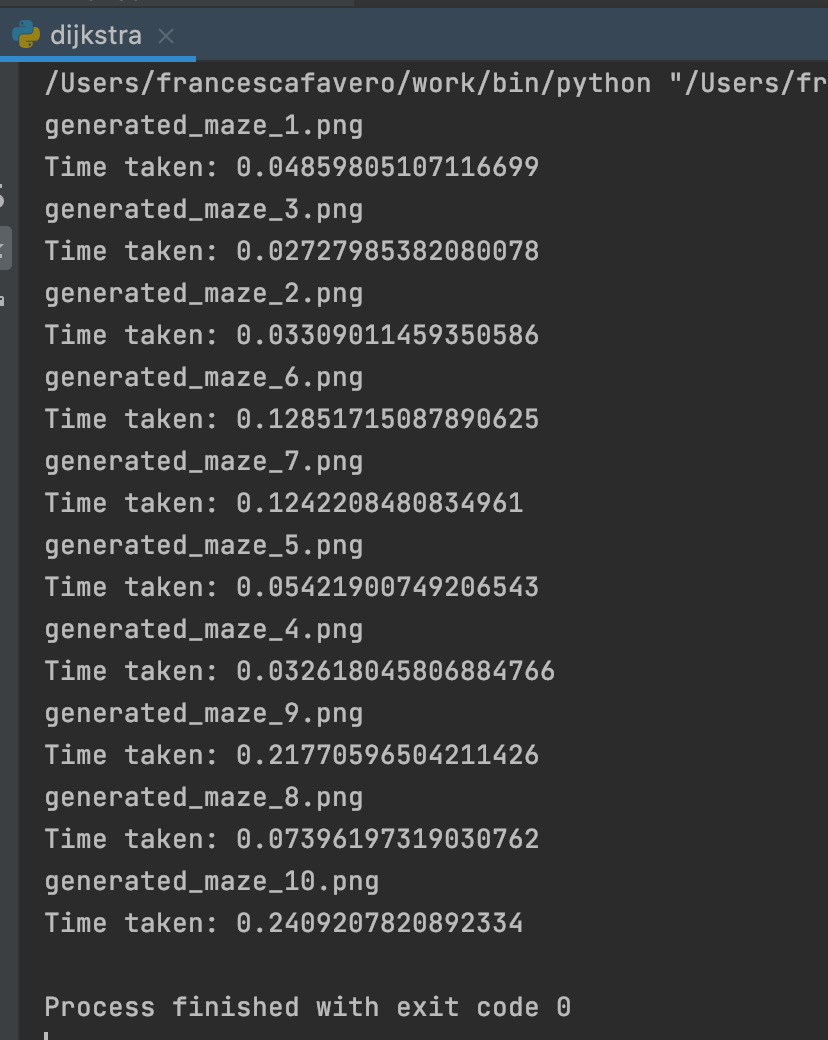 dijkstra
/Users/francescafavero/work/bin/python "/Users/fr
generated_maze_1.png
Time taken: 0.04859805107116699
generated_maze_3.png
Time taken: 0.02727985382080078
generated_maze_2.png
Time taken: 0.03309011459350586
generated_maze_6.png
Time taken: 0.12851715087890625
generated_maze_7.png
Time taken: 0.1242208480834961
generated_maze_5.png
Time taken: 0.05421900749206543
generated_maze_4.png
Time taken: 0.032618045806884766
generated_maze_9.png
Time taken: 0.21770596504211426
generated_maze_8.png
Time taken: 0.07396197319030762
generated_maze_10.png
Time taken: 0.2409207820892334
Process finished with exit code 0